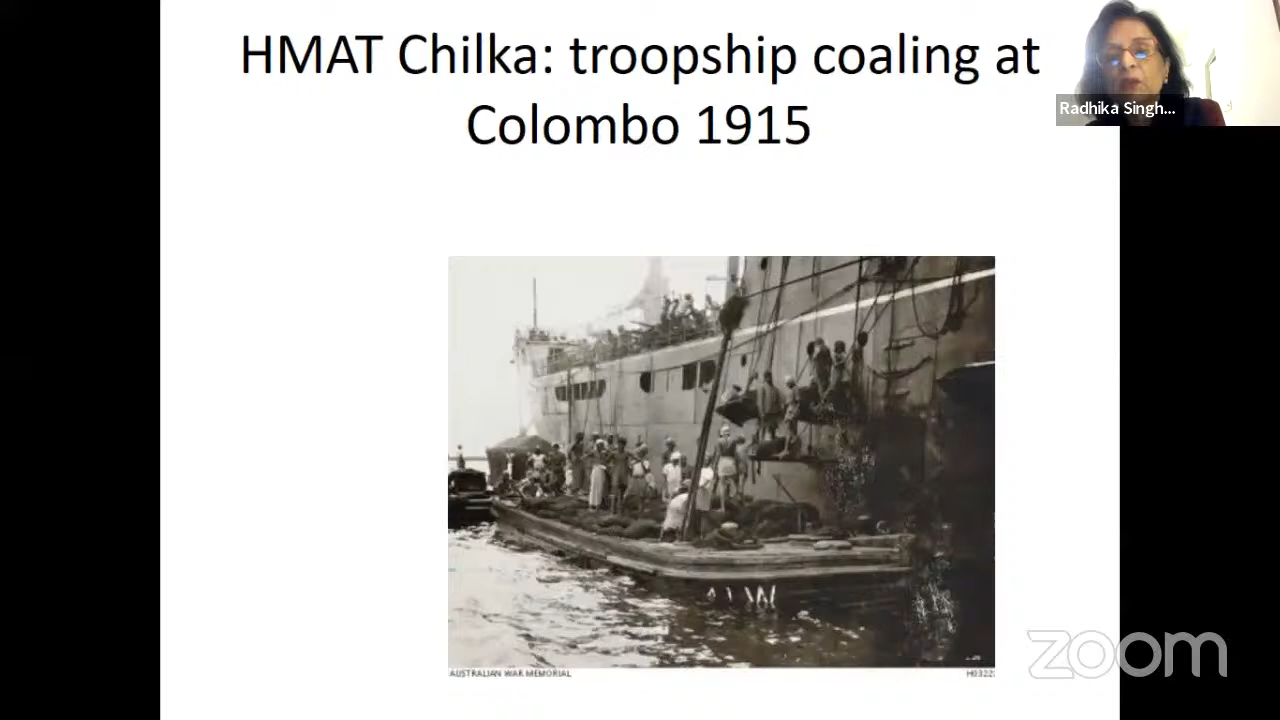 HMAT Chilka: troopship coaling at
Colombo 1915
Radhika Singh...
AUSTRALIAN WAR MEMORIAL
zoom